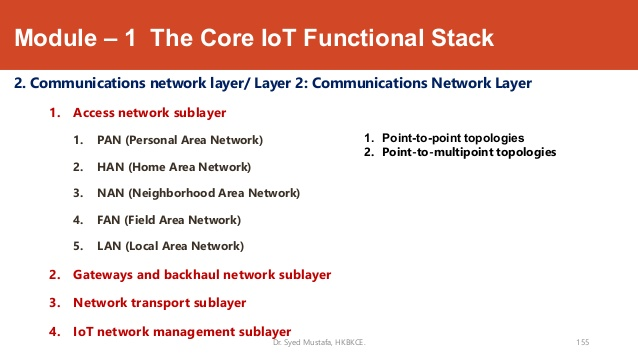 Module – 1 The Core IoT Functional Stack
2. Communications network layer/ Layer 2: Communications Network Layer
1. Access network sublayer
1. PAN (Personal Area Network)
2. HAN (Home Area Network)
3. NAN (Neighborhood Area Network)
4. FAN (Field Area Network)
5. LAN (Local Area Network)
1. Point-to-point topologies
2. Point-to-multipoint topologies
2. Gateways and backhaul network sublayer
3. Network transport sublayer
4. IoT network management sublayer
Dr. Syed Mustafa, HKBKCE.
155